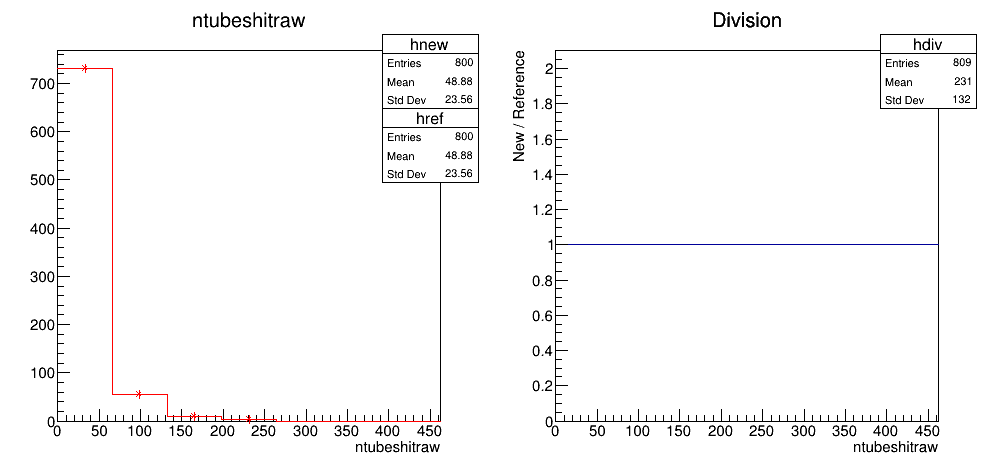 ntubeshitraw
hnew
Entries 800
Mean 48.88
Std Dev 23.56
href
Entries 800
Mean 48.88
Std Dev 23.56
700
600
500
400
300
200
100
0
0 50 100 150 200 250 300 350 400 450
ntubeshitraw
Division
hdiv
Entries 809
Mean 231
Std Dev 132
New / Reference
2
1.8
1.6
1.4
1.2
1
0.8
0.6
0.4
0.2
0
0 50 100 150 200 250 300 350 400 450
ntubeshitraw